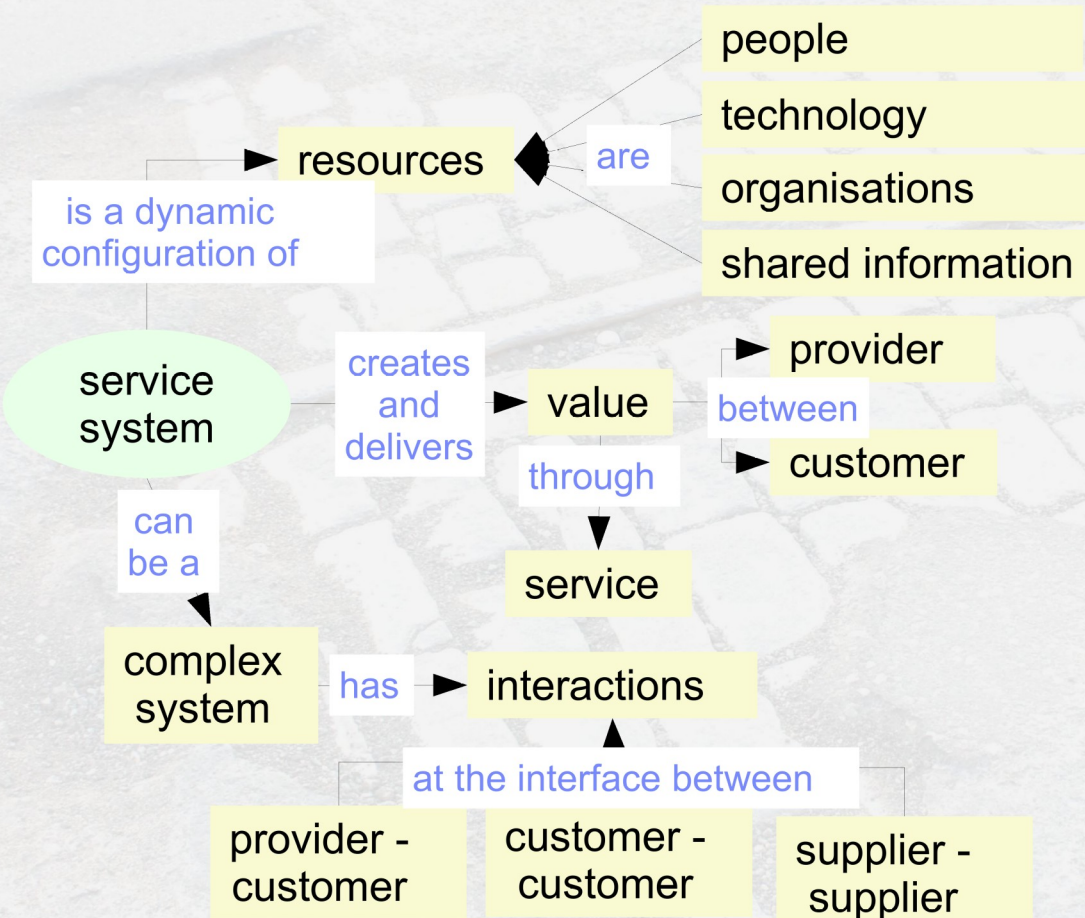 people
technology
resources
are
organisations
is a dynamic
configuration of
shared information
service
system
creates
and
delivers
value
between
provider
customer
through
service
can
be a
complex
system
has
interactions
at the interface between
provider -
customer
customer -
customer
supplier -
supplier